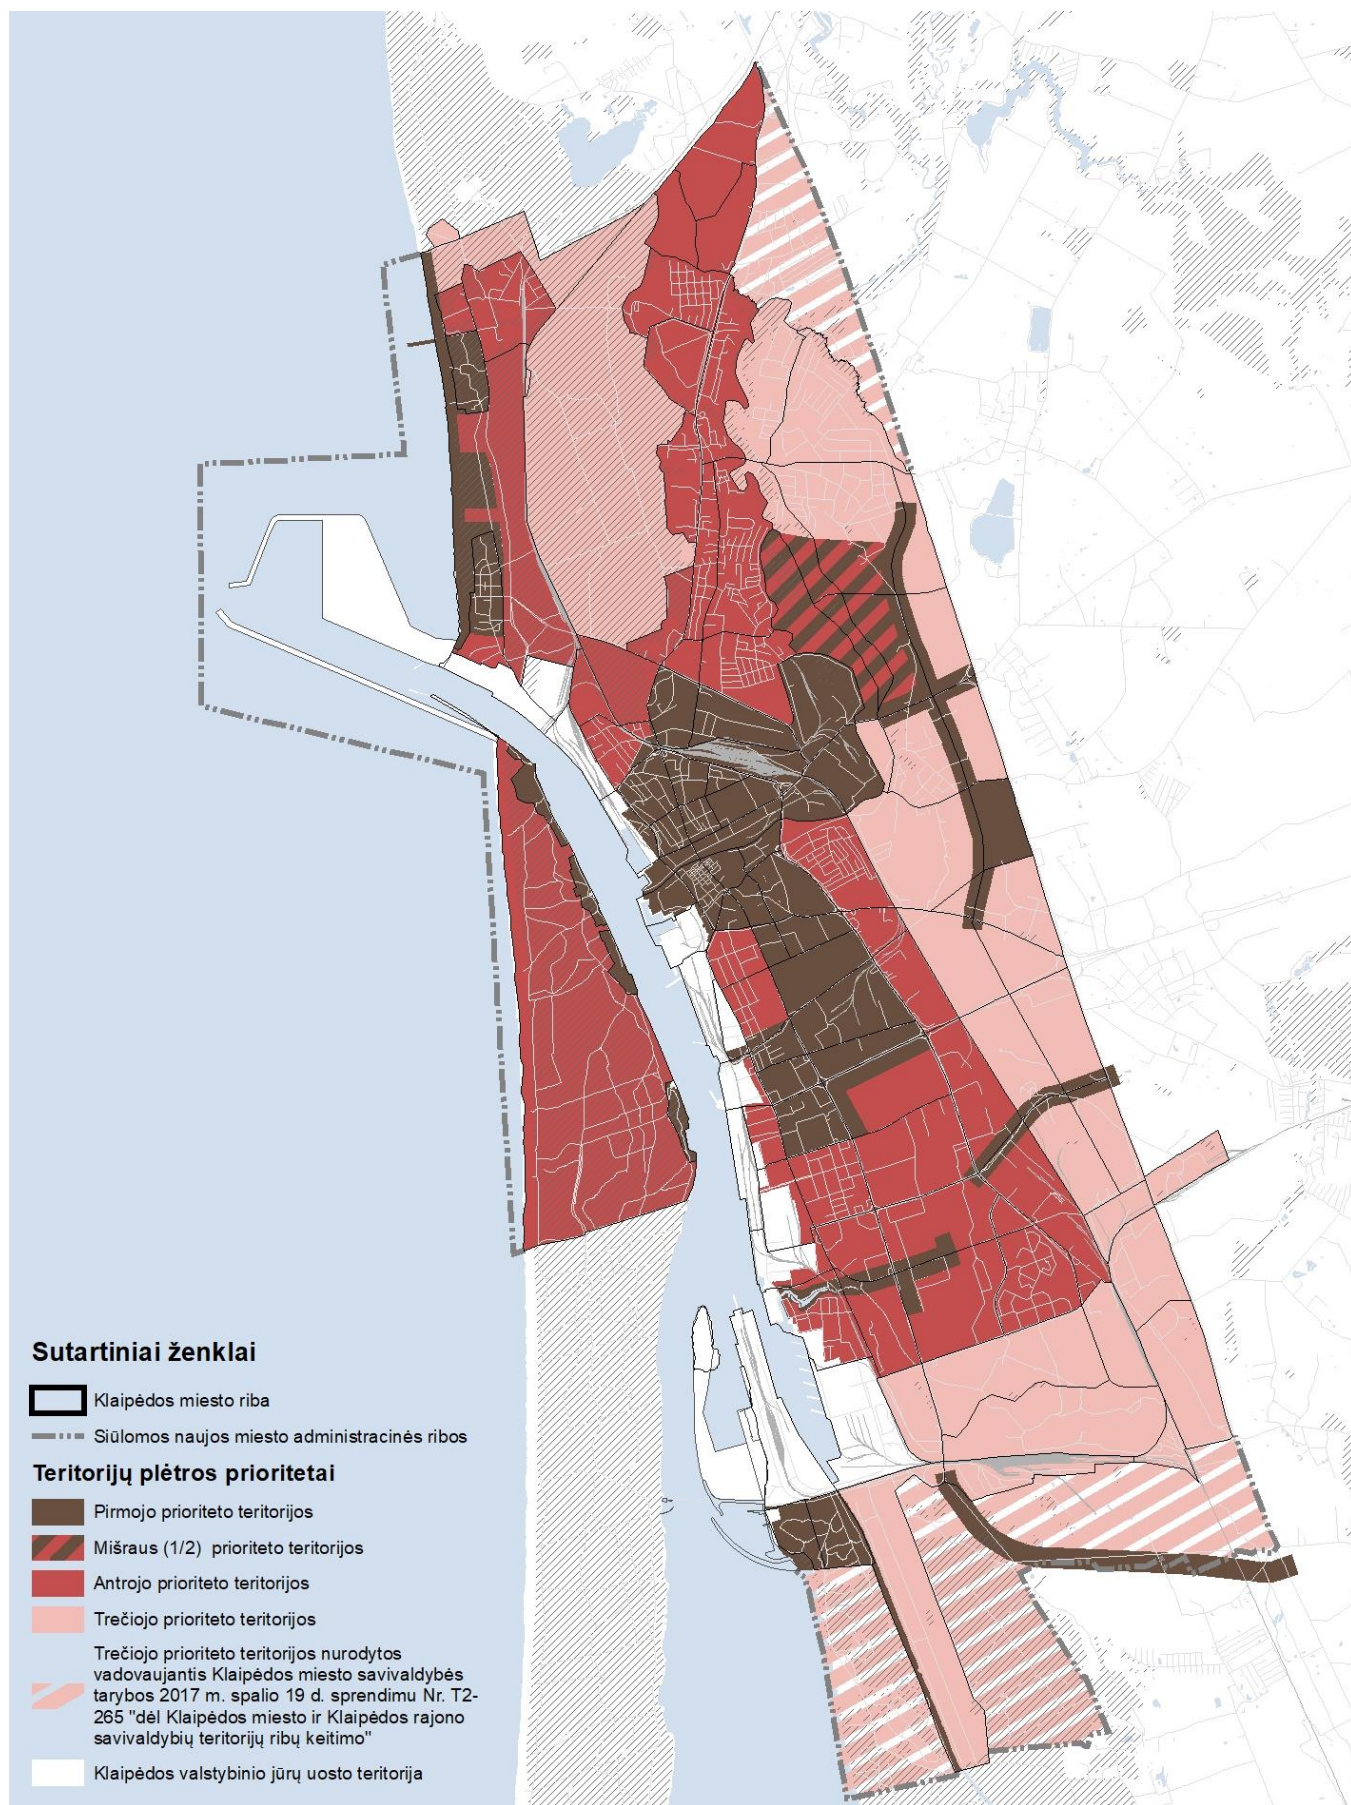 Sutartiniai ženklai
Klaipėdos miesto riba
Siūlomos naujos miesto administracinės ribos
Teritorijų plėtros prioritetai
Pirmojo prioriteto teritorijos
Mišraus (1/2) prioriteto teritorijos
Antrojo prioriteto teritorijos
Trečiojo prioriteto teritorijos
Trečiojo prioriteto teritorijos nurodytos
vadovaujantis Klaipėdos miesto savivaldybės
tarybos 2017 m. spalio 19 d. sprendimu Nr. T2-
265 "dėl Klaipėdos miesto ir Klaipėdos rajono
savivaldybių teritorijų ribų keitimo"
Klaipėdos valstybinio jūrų uosto teritorija